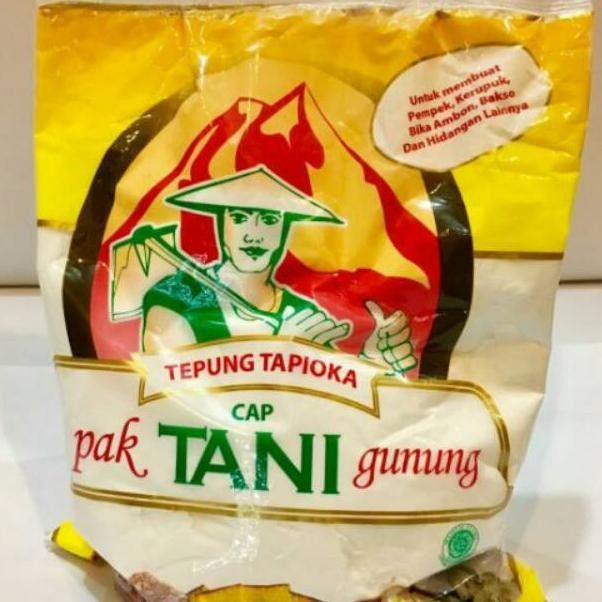 Untuk membuat
Pempek, Kerupuk,
Bika Ambon, Bakso
Dan Hidangan Lainnya
TEPUNG TAPIOKA
CAP
pak TANI gunung